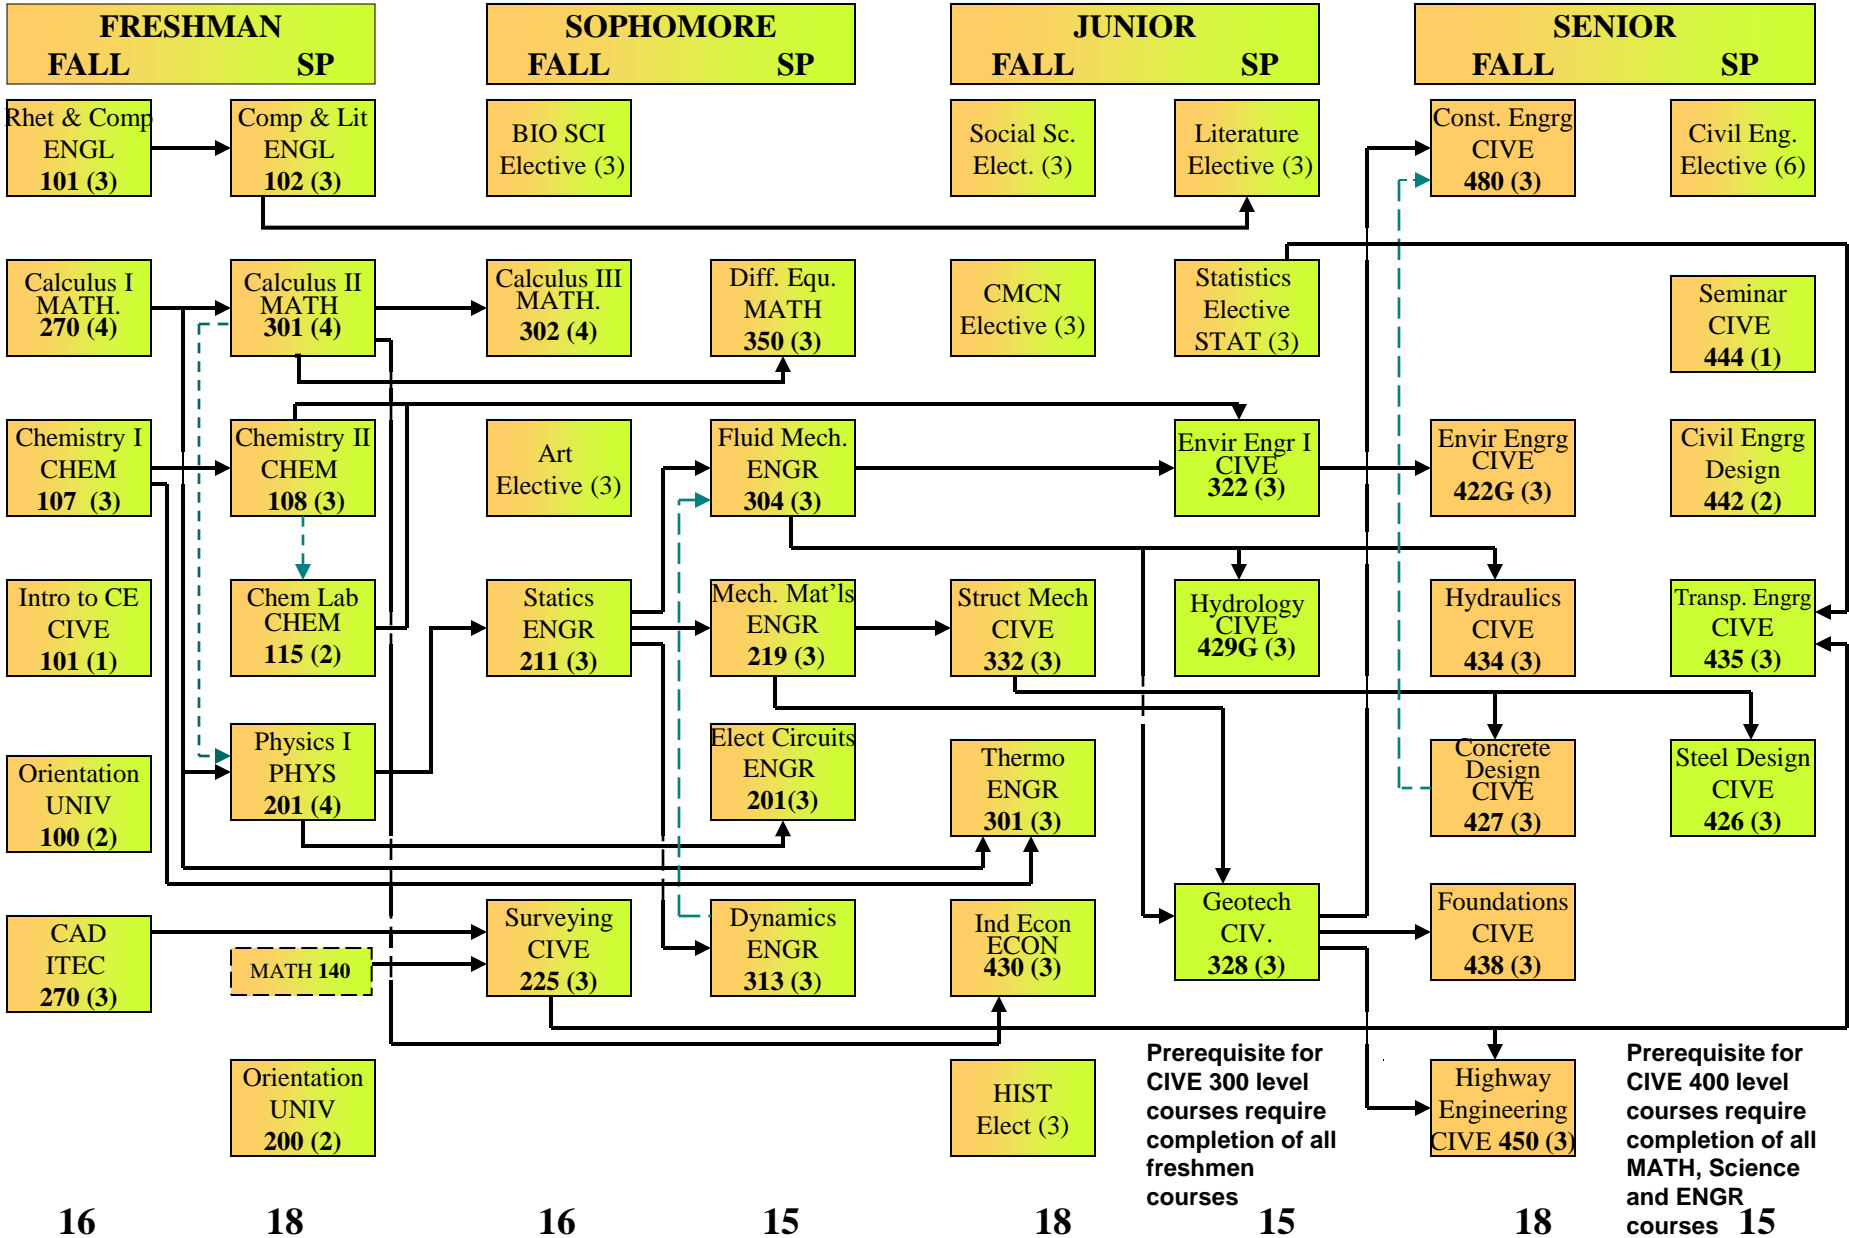 FRESHMAN
FALL SP
SOPHOMORE
FALL SP
JUNIOR
FALL SP
SENIOR
FALL SP
Rhet & Comp
ENGL
101 (3)
Comp & Lit
ENGL
102 (3)
BIO SCI
Elective (3)
Social Sc.
Elect. (3)
Literature
Elective (3)
Const. Engrg
CIVE
480 (3)
Civil Eng.
Elective (6)
Calculus I
MATH.
270 (4)
Calculus II
MATH
301 (4)
Calculus III
MATH.
302 (4)
Diff. Equ.
MATH
350 (3)
CMCN
Elective (3)
Statistics
Elective
STAT (3)
Seminar
CIVE
444 (1)
Chemistry I
CHEM
107 (3)
Chemistry II
CHEM
108 (3)
Art
Elective (3)
Fluid Mech.
ENGR
304 (3)
Envir Engr I
CIVE
322 (3)
Envir Engrg
CIVE
422G (3)
Civil Engrg
Design
442 (2)
Intro to CE
CIVE
101 (1)
Chem Lab
CHEM
115 (2)
Statics
ENGR
211 (3)
Mech. Mat’ls
ENGR
219 (3)
Struct Mech
CIVE
332 (3)
Hydrology
CIVE
429G (3)
Hydraulics
CIVE
434 (3)
Transp. Engrg
CIVE
435 (3)
Orientation
UNIV
100 (2)
Physics I
PHYS
201 (4)
Elect Circuits
ENGR
201(3)
Thermo
ENGR
301 (3)
Concrete
Design
CIVE
427 (3)
Steel Design
CIVE
426 (3)
CAD
ITEC
270 (3)
MATH 140
Surveying
CIVE
225 (3)
Dynamics
ENGR
313 (3)
Ind Econ
ECON
430 (3)
Geotech
CIV.
328 (3)
Foundations
CIVE
438 (3)
Orientation
UNIV
200 (2)
HIST
Elect (3)
Prerequisite for
CIVE 300 level
courses require
completion of all
freshmen
courses
Highway
Engineering
CIVE 450 (3)
Prerequisite for
CIVE 400 level
courses require
completion of all
MATH, Science
and ENGR
courses
16 18 16 15 18 15 18 15